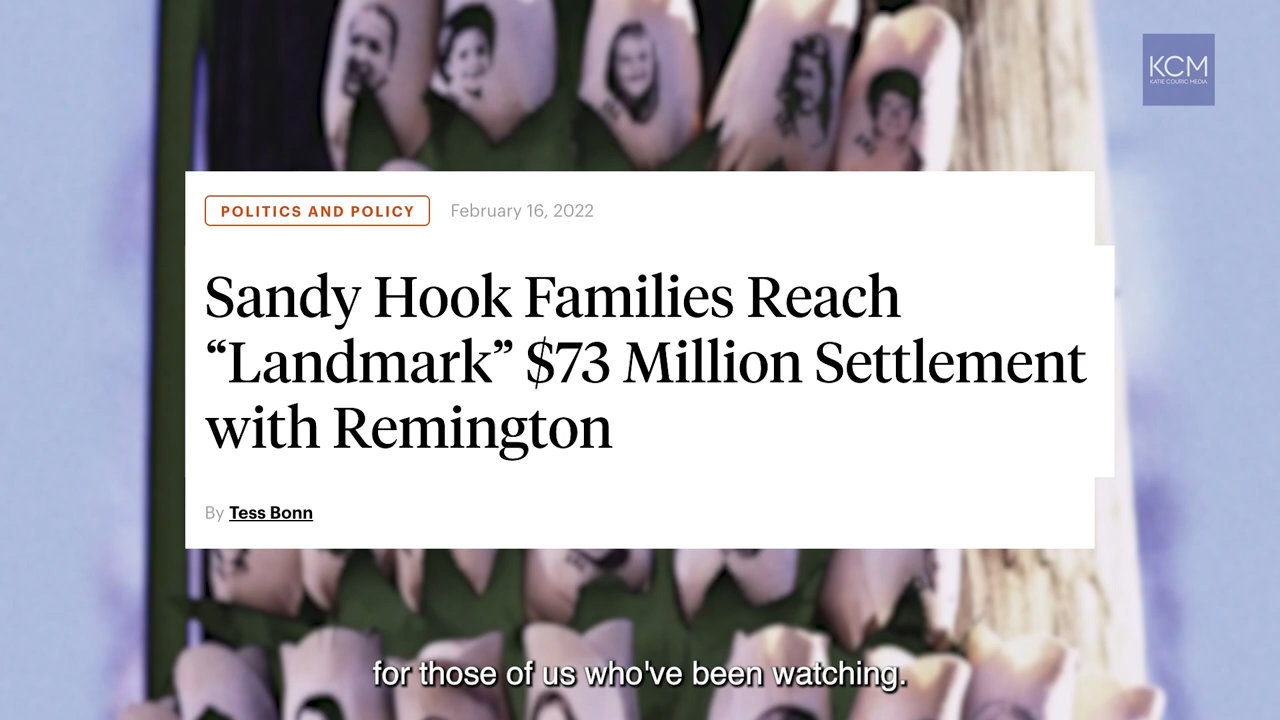 KCM
KATIE COURIC MEDIA
POLITICS AND POLICY February 16, 2022
Sandy Hook Families Reach
“Landmark” $73 Million Settlement
with Remington
By Tess Bonn
for those of us who've been watching.